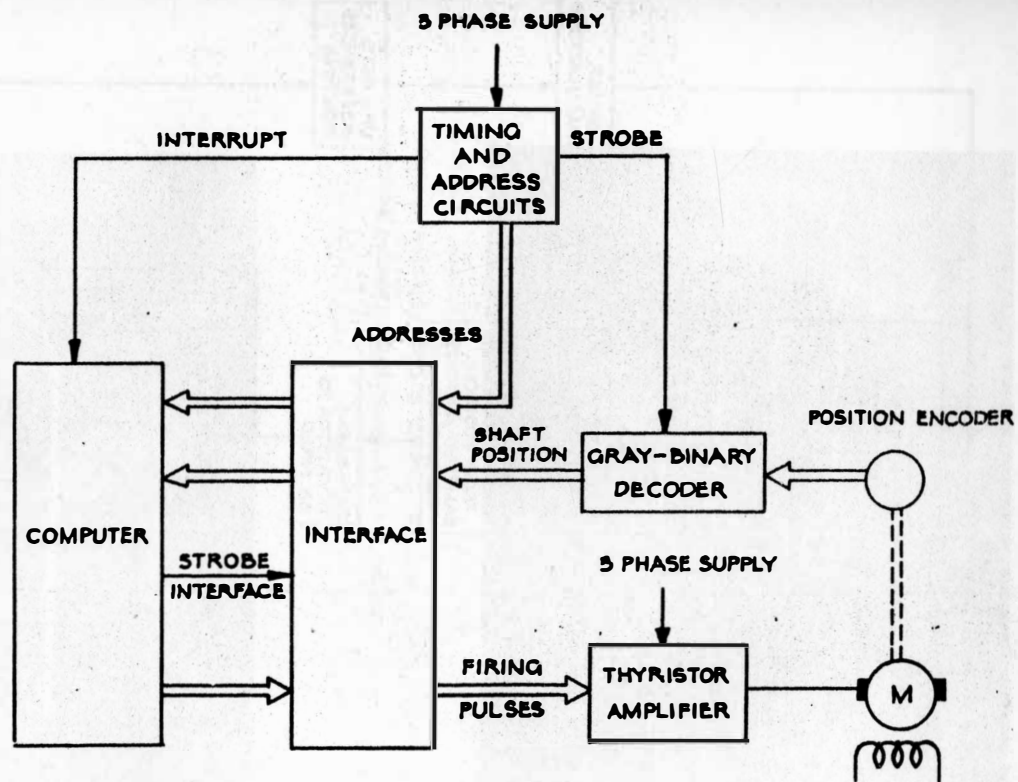 3 PHASE SUPPLY
INTERRUPT
TIMING
AND
ADDRESS
CIRCUITS
STROBE
ADDRESSES
POSITION ENCODER
SHAFT
POSITION
GRAY-BINARY
DECODER
COMPUTER
INTERFACE
STROBE
INTERFACE
3 PHASE SUPPLY
FIRING
PULSES
THYRISTOR
AMPLIFIER
M